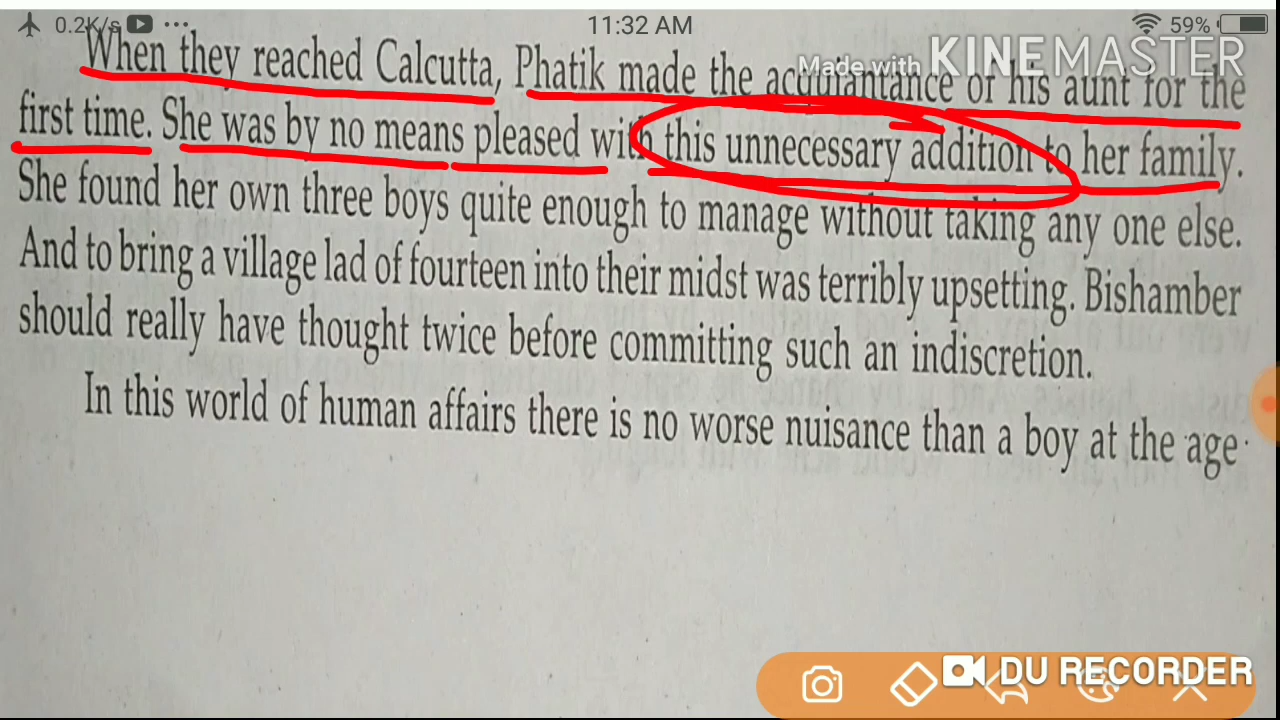 0.2K/s
11:32 AM
59%
Made with KINEMASTER
When they reached Calcutta, Phatik made the acquiantance of his aunt for the
first time. She was by no means pleased with this unnecessary addition to her family.
She found her own three boys quite enough to manage without taking any one else.
And to bring a village lad of fourteen into their midst was terribly upsetting. Bishamber
should really have thought twice before committing such an indiscretion.
In this world of human affairs there is no worse nuisance than a boy at the age
DU RECORDER